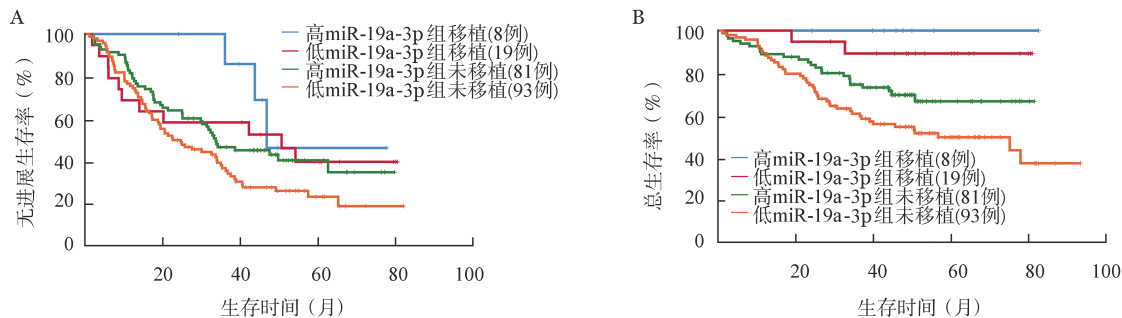 A
100
80
60
40
20
0
20
40
60
80
100
无进展生存率(%)
生存时间(月)
高miR-19a-3p组移植(8例)
低miR-19a-3p组移植(19例)
高miR-19a-3p组未移植(81例)
低miR-19a-3p组未移植(93例)
B
100
80
60
40
20
0
20
40
60
80
100
总生存率(%)
生存时间(月)
高miR-19a-3p组移植(8例)
低miR-19a-3p组移植(19例)
高miR-19a-3p组未移植(81例)
低miR-19a-3p组未移植(93例)